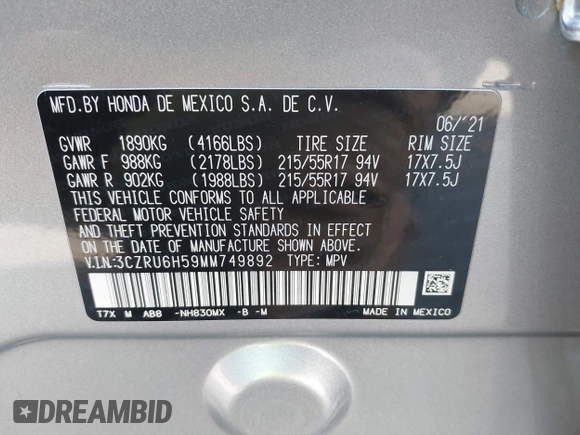 MFD.BY HONDA DE MEXICO S.A. DE C.V.
06/'21
GVWR 1890KG (4166LBS) TIRE SIZE RIM SIZE
GAWR F 988KG (2178LBS) 215/55R17 94V 17X7.5J
GAWR R 902KG (1988LBS) 215/55R17 94V 17X7.5J
THIS VEHICLE CONFORMS TO ALL APPLICABLE
FEDERAL MOTOR VEHICLE SAFETY
AND THEFT PREVENTION STANDARDS IN EFFECT
ON THE DATE OF MANUFACTURE SHOWN ABOVE.
V.I.N.:3CZRU6H59MM749892 TYPE: MPV
T7X M AB8 -NH830MX -B -M MADE IN MEXICO
DREAMBID